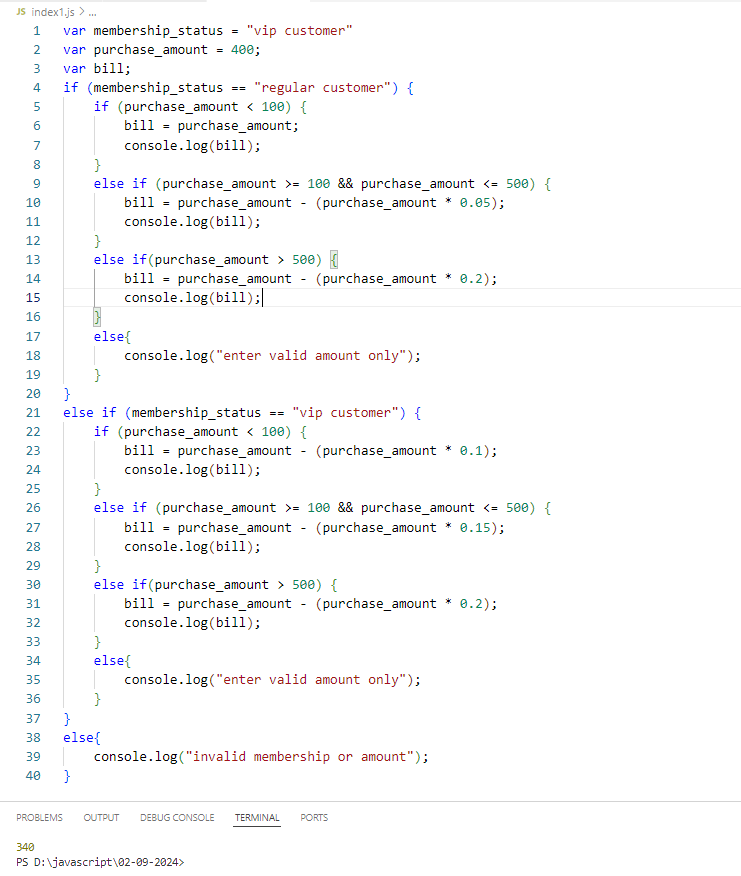 JS index1.js > ...
1 var membership_status = "vip customer"
2 var purchase_amount = 400;
3 var bill;
4 if (membership_status == "regular customer") {
5 if (purchase_amount < 100) {
6 bill = purchase_amount;
7 console.log(bill);
8 }
9 else if (purchase_amount >= 100 && purchase_amount <= 500) {
10 bill = purchase_amount - (purchase_amount * 0.05);
11 console.log(bill);
12 }
13 else if(purchase_amount > 500) {
14 bill = purchase_amount - (purchase_amount * 0.2);
15 console.log(bill);
16 }
17 else{
18 console.log("enter valid amount only");
19 }
20 }
21 else if (membership_status == "vip customer") {
22 if (purchase_amount < 100) {
23 bill = purchase_amount - (purchase_amount * 0.1);
24 console.log(bill);
25 }
26 else if (purchase_amount >= 100 && purchase_amount <= 500) {
27 bill = purchase_amount - (purchase_amount * 0.15);
28 console.log(bill);
29 }
30 else if(purchase_amount > 500) {
31 bill = purchase_amount - (purchase_amount * 0.2);
32 console.log(bill);
33 }
34 else{
35 console.log("enter valid amount only");
36 }
37 }
38 else{
39 console.log("invalid membership or amount");
40 }
PROBLEMS OUTPUT DEBUG CONSOLE TERMINAL PORTS
340
PS D:\javascript\02-09-2024>